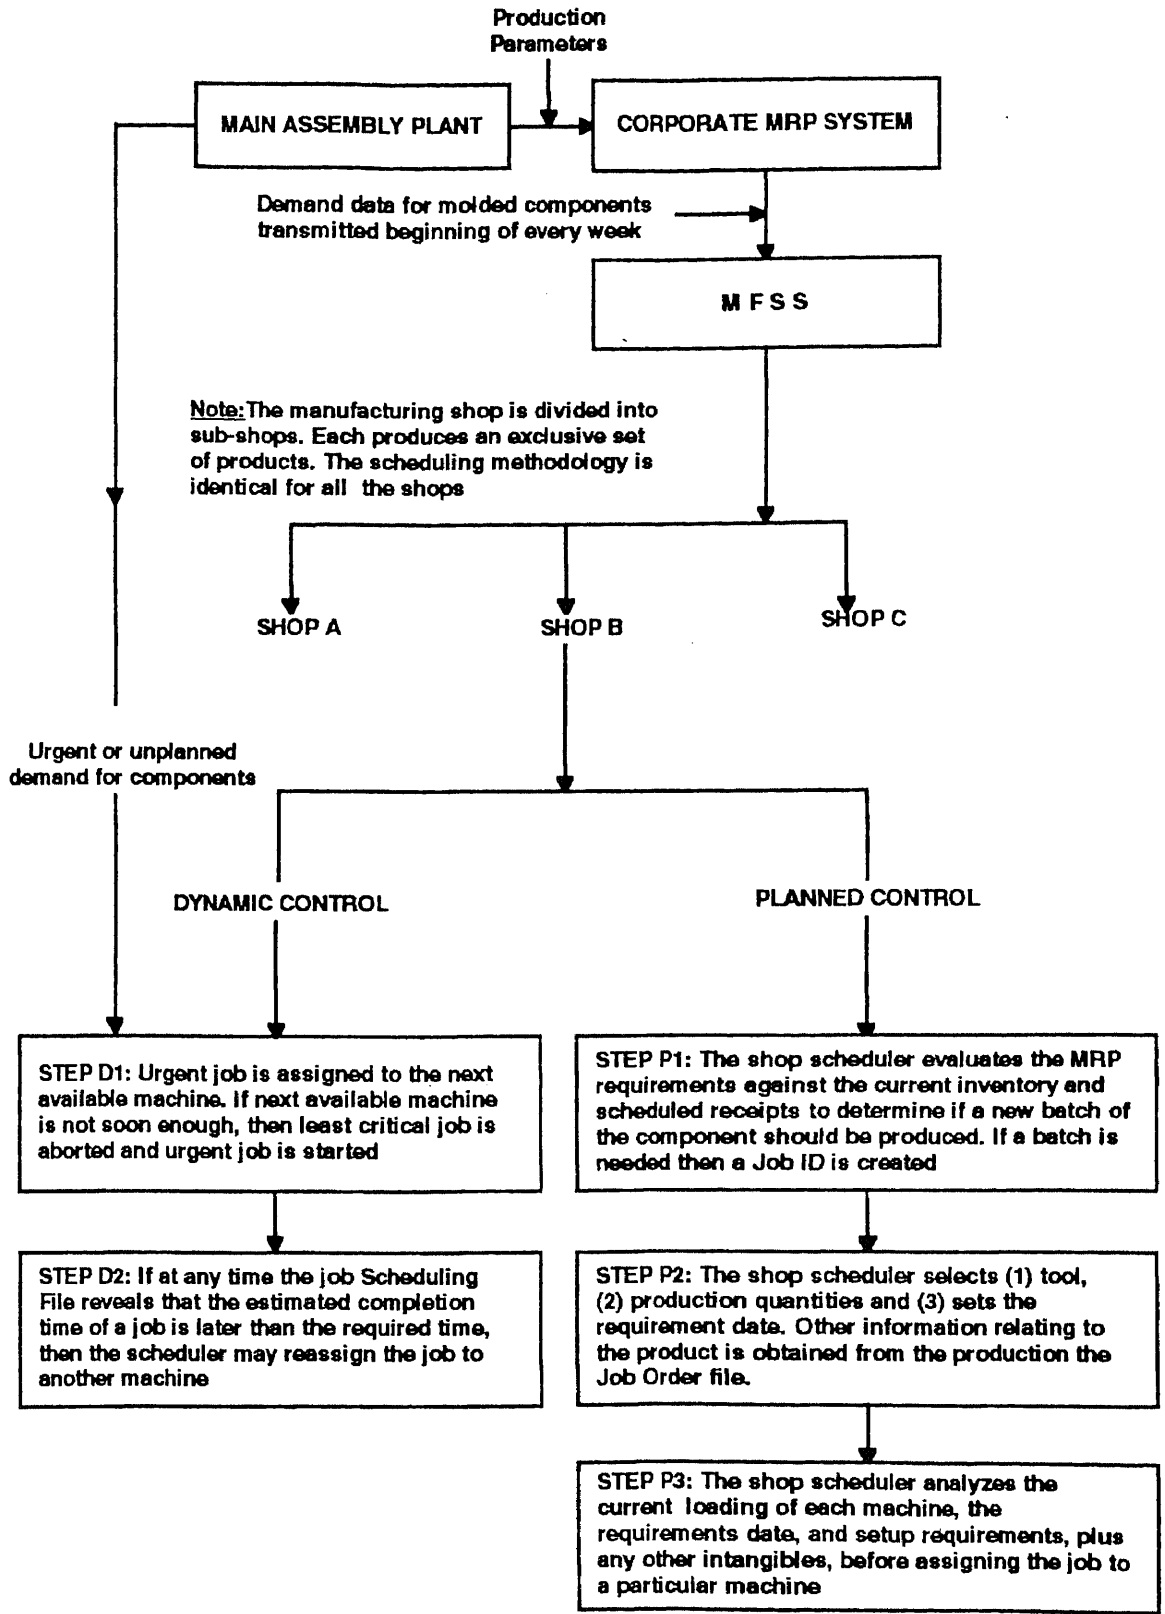 Production
Parameters
MAIN ASSEMBLY PLANT
CORPORATE MRP SYSTEM
Demand data for molded components
transmitted beginning of every week
M F S S
Note:The manufacturing shop is divided into
sub-shops. Each produces an exclusive set
of products. The scheduling methodology is
identical for all the shops
SHOP A
SHOP B
SHOP C
Urgent or unplanned
demand for components
DYNAMIC CONTROL
PLANNED CONTROL
STEP D1: Urgent job is assigned to the next
available machine. If next available machine
is not soon enough, then least critical job is
aborted and urgent job is started
STEP P1: The shop scheduler evaluates the MRP
requirements against the current inventory and
scheduled receipts to determine if a new batch of
the component should be produced. If a batch is
needed then a Job ID is created
STEP D2: If at any time the job Scheduling
File reveals that the estimated completion
time of a job is later than the required time,
then the scheduler may reassign the job to
another machine
STEP P2: The shop scheduler selects (1) tool,
(2) production quantities and (3) sets the
requirement date. Other information relating to
the product is obtained from the production the
Job Order file.
STEP P3: The shop scheduler analyzes the
current loading of each machine, the
requirements date, and setup requirements, plus
any other intangibles, before assigning the job to
a particular machine